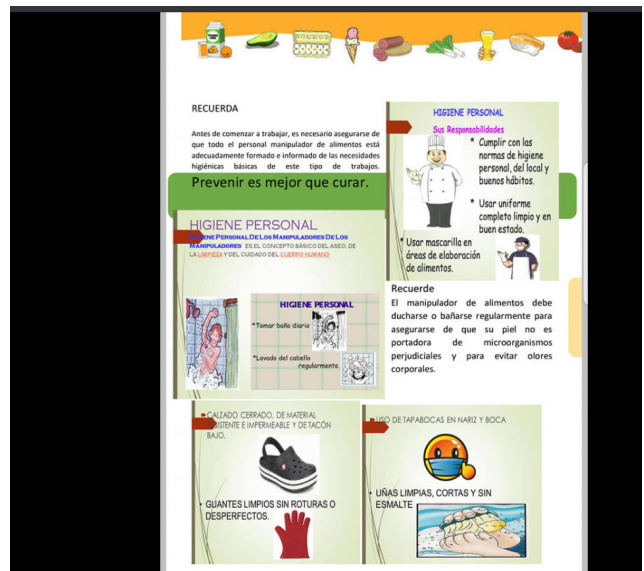 RECUERDA
Antes de comenzar a trabajar, es necesario asegurarse de
que todo el personal manipulador de alimentos está
adecuadamente formado e informado de las necesidades
higiénicas básicas de este tipo de trabajos.
Prevenir es mejor que curar.
HIGIENE PERSONAL
Sus Responsabilidades
* Cumplir con las
normas de higiene
personal, del local y
buenos hábitos.
* Usar uniforme
completo limpio y en
buen estado.
* Usar mascarilla en
áreas de elaboración
de alimentos.
HIGIENE PERSONAL
PERSONAL DE LOS MANIPULADORES DE LOS
MANIPULADORES ES EL CONCEPTO BÁSICO DEL ASEO, DE
LA LIMPIEZA Y DEL CUIDADO DEL CUERPO HUMANO
HIGIENE PERSONAL
*Tomar baño diario
*Lavado del cabello
regularmente
Recuerde
El manipulador de alimentos debe
ducharse o bañarse regularmente para
asegurarse de que su piel no es
portadora de microorganismos
perjudiciales y para evitar olores
corporales.
CALZADO CERRADO, DE MATERIAL
E IMPERMEABLE Y DE TACÓN
BAJO.
• GUANTES LIMPIOS SIN ROTURAS O
DESPERFECTOS.
USO DE TAPABOCAS EN NARIZ Y BOCA
• UÑAS LIMPIAS, CORTAS Y SIN
ESMALTE